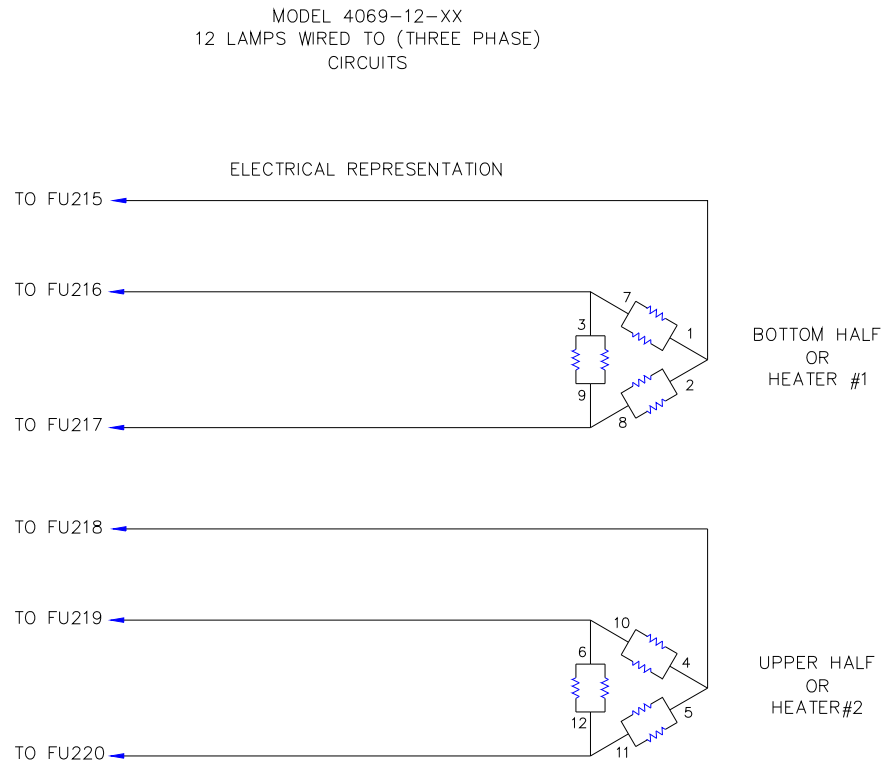 MODEL 4069-12-XX
12 LAMPS WIRED TO (THREE PHASE)
CIRCUITS
ELECTRICAL REPRESENTATION
TO FU215
TO FU216
7
3
1
BOTTOM HALF
OR
HEATER #1
9
2
8
TO FU217
TO FU218
TO FU219
10
6
4
UPPER HALF
OR
HEATER#2
12
5
11
TO FU220